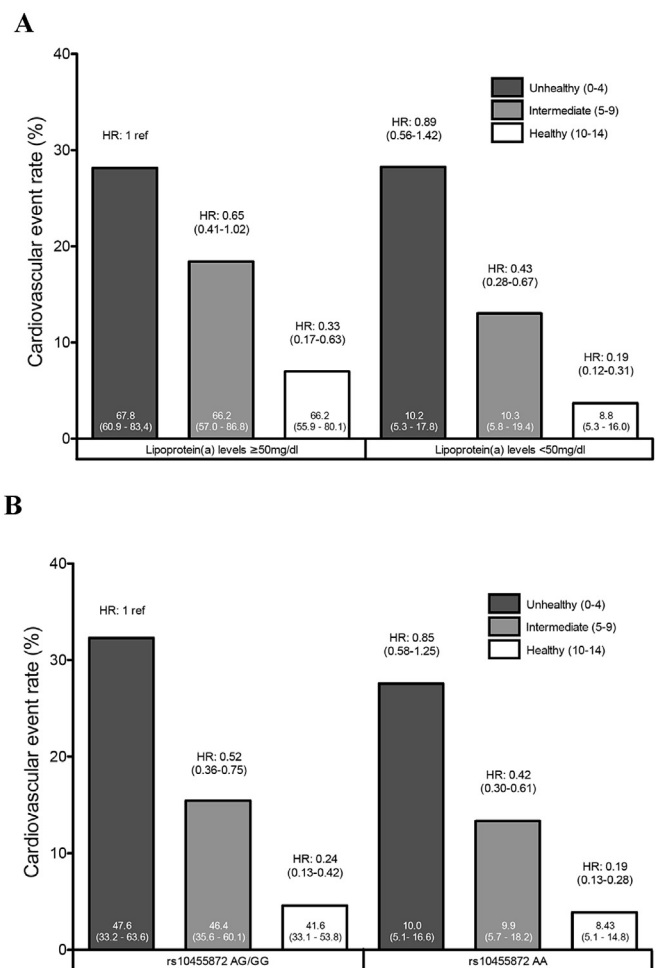 A
Cardiovascular event rate (%)
40
30
20
10
0
Unhealthy (0-4)
Intermediate (5-9)
Healthy (10-14)
HR: 1 ref
HR: 0.65
(0.41-1.02)
HR: 0.33
(0.17-0.63)
HR: 0.89
(0.56-1.42)
HR: 0.43
(0.28-0.67)
HR: 0.19
(0.12-0.31)
67.8
(60.9 - 83,4)
66.2
(57.0 - 86.8)
66.2
(55.9 - 80.1)
10.2
(5.3 - 17.8)
10.3
(5.8 - 19.4)
8.8
(5.3 - 16.0)
Lipoprotein(a) levels ≥50mg/dl
Lipoprotein(a) levels <50mg/dl
B
Cardiovascular event rate (%)
40
30
20
10
0
Unhealthy (0-4)
Intermediate (5-9)
Healthy (10-14)
HR: 1 ref
HR: 0.52
(0.36-0.75)
HR: 0.24
(0.13-0.42)
HR: 0.85
(0.58-1.25)
HR: 0.42
(0.30-0.61)
HR: 0.19
(0.13-0.28)
47.6
(33.2 - 63.6)
46.4
(35.6 - 60.1)
41.6
(33.1 - 53.8)
10.0
(5.1- 16.6)
9.9
(5.7 - 18.2)
8.43
(5.1 - 14.8)
rs10455872 AG/GG
rs10455872 AA